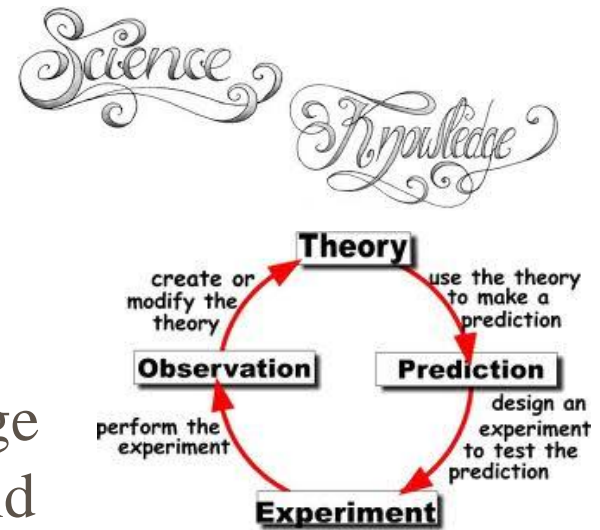 Science
Knowledge
Theory
create or
modify the
theory
use the theory
to make a
prediction
Observation
Prediction
perform the
experiment
design an
experiment
to test the
prediction
Experiment